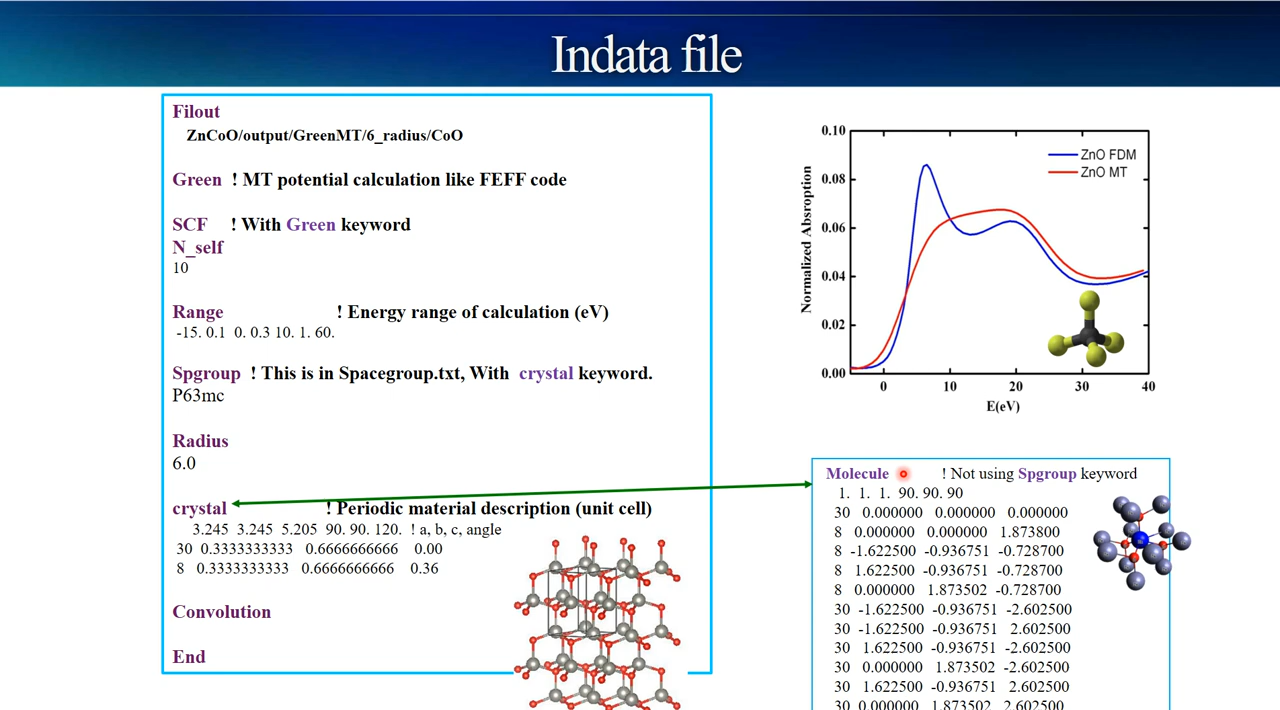 Indata file
Filout
ZnCoO/output/GreenMT/6_radius/CoO
Green ! MT potential calculation like FEFF code
SCF ! With Green keyword
N_self
10
Range ! Energy range of calculation (eV)
-15. 0.1 0. 0.3 10. 1. 60.
Spgroup ! This is in Spacegroup.txt, With crystal keyword.
P63mc
Radius
6.0
crystal ! Periodic material description (unit cell)
3.245 3.245 5.205 90. 90. 120. ! a, b, c, angle
30 0.3333333333 0.6666666666 0.00
8 0.3333333333 0.6666666666 0.36
Convolution
End
Normalized Absroption
0.10
0.08
0.06
0.04
0.02
0.00
ZnO FDM
ZnO MT
0 10 20 30 40
E(eV)
Molecule ! Not using Spgroup keyword
1. 1. 1. 90. 90. 90
30 0.000000 0.000000 0.000000
8 0.000000 0.000000 1.873800
8 -1.622500 -0.936751 -0.728700
8 1.622500 -0.936751 -0.728700
8 0.000000 1.873502 -0.728700
30 -1.622500 -0.936751 -2.602500
30 -1.622500 -0.936751 2.602500
30 1.622500 -0.936751 -2.602500
30 0.000000 1.873502 -2.602500
30 1.622500 -0.936751 2.602500
30 0.000000 1.873502 2.602500